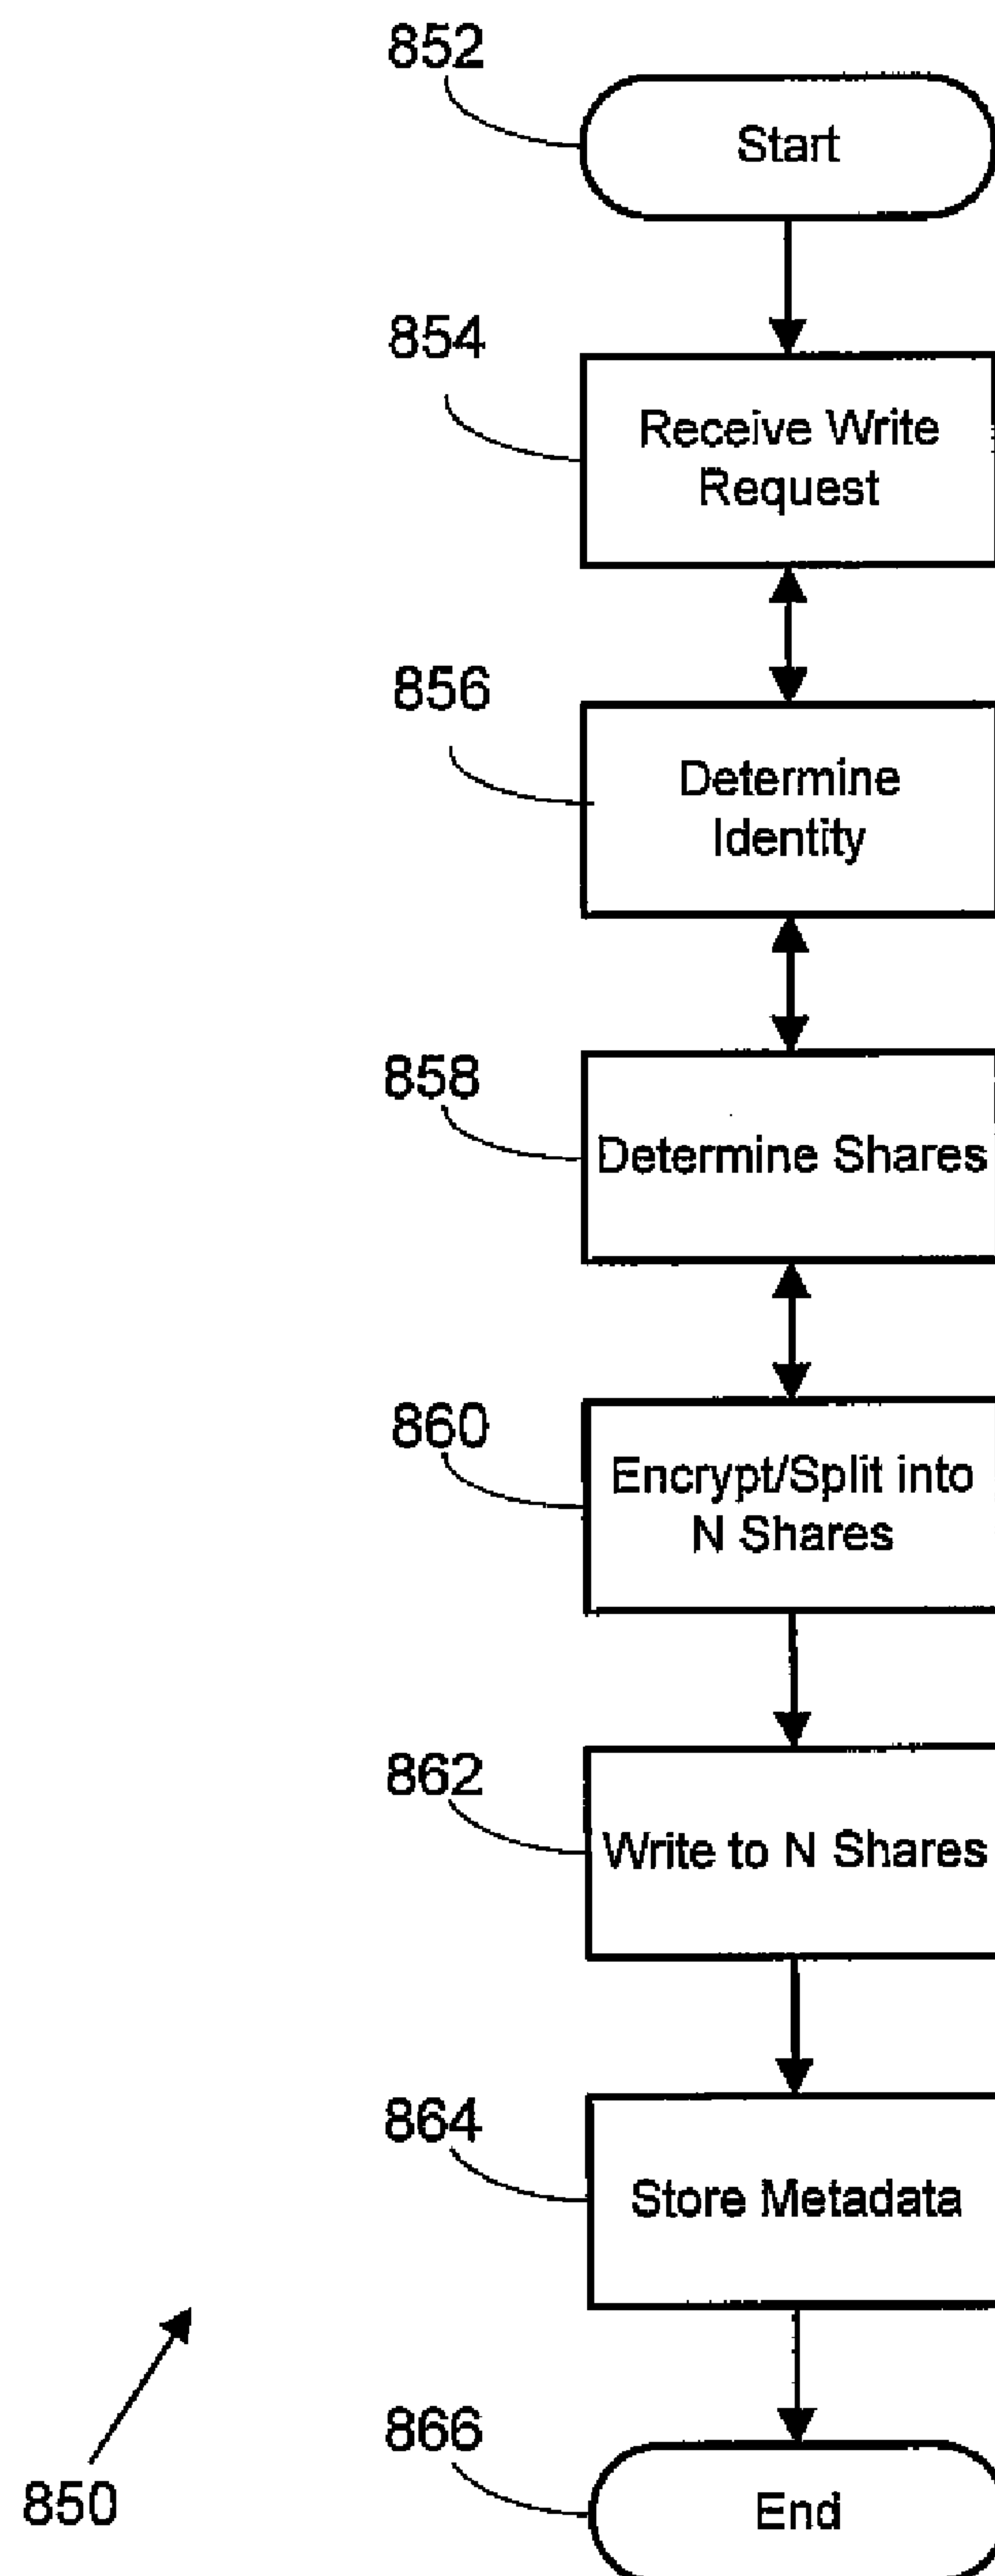 852
Start
854
Receive Write
Request
856
Determine
Identity
858
Determine Shares
860
Encrypt/Split into
N Shares
862
Write to N Shares
864
Store Metadata
850
866
End